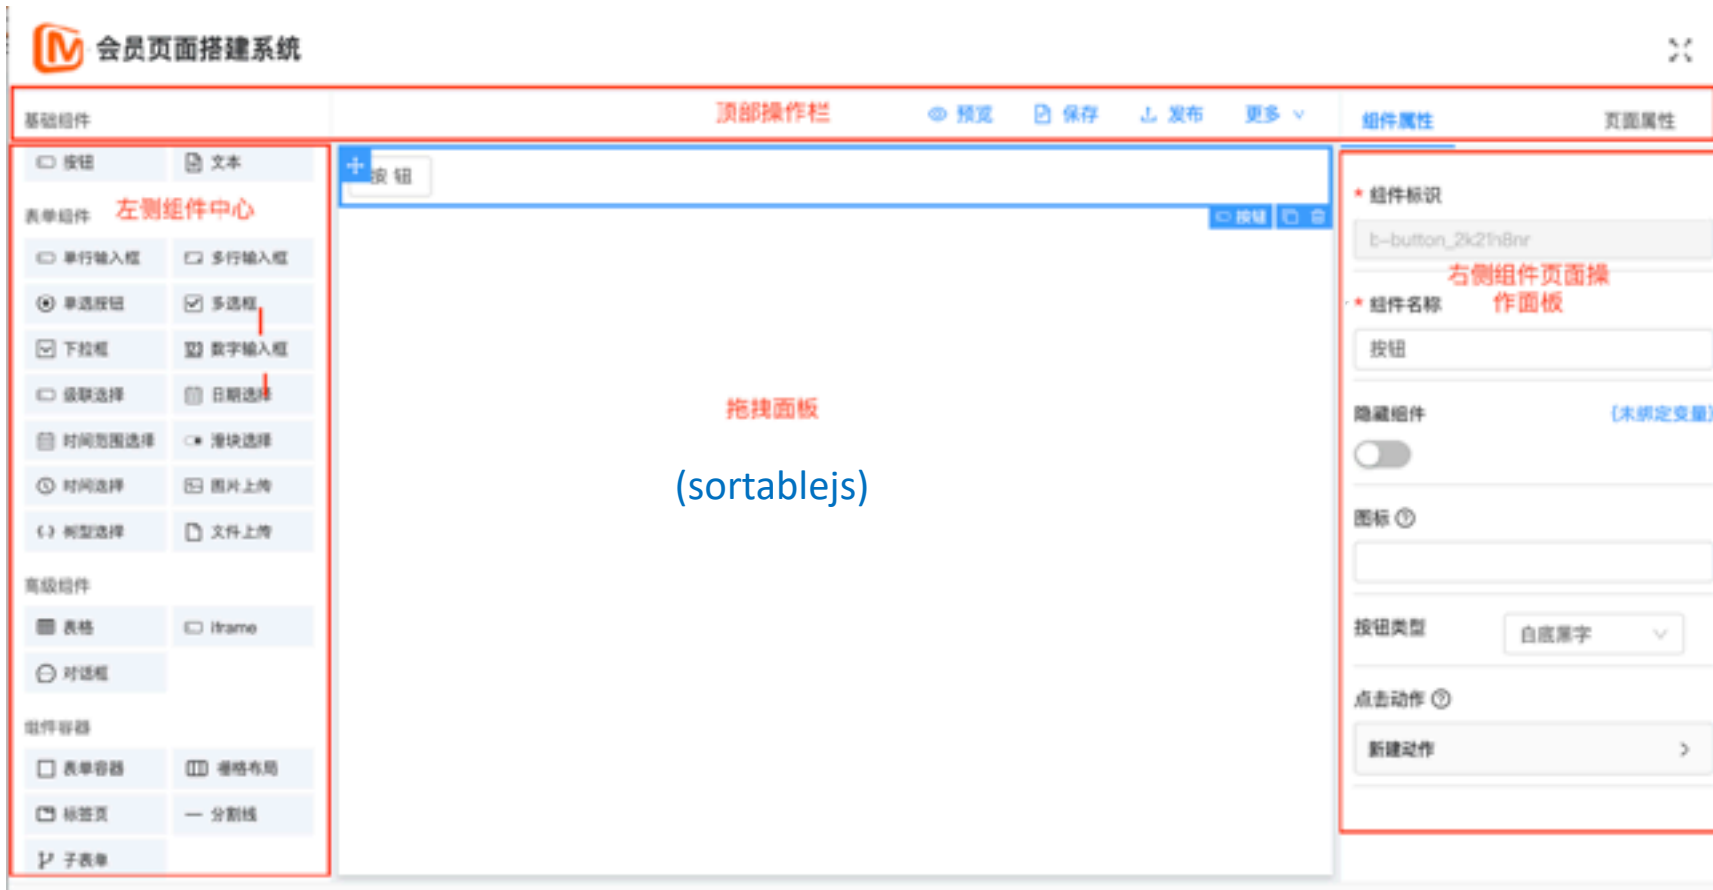 会员页面搭建系统
基础组件
顶部操作栏
预览
保存
发布
更多
组件属性
页面属性
按钮
文本
表单组件
左侧组件中心
单行输入框
多行输入框
单选按钮
多选框
下拉框
数字输入框
级联选择
日期选择
时间范围选择
滑块选择
时间选择
图片上传
树型选择
文件上传
高级组件
表格
iframe
对话框
组件容器
表单容器
栅格布局
标签页
分割线
子表单
按 钮
按钮
拖拽面板
(sortablejs)
* 组件标识
b-button_2k21h8nr
右侧组件页面操
作面板
* 组件名称
按钮
隐藏组件
(未绑定变量)
图标
按钮类型
白底黑字
点击动作
新建动作